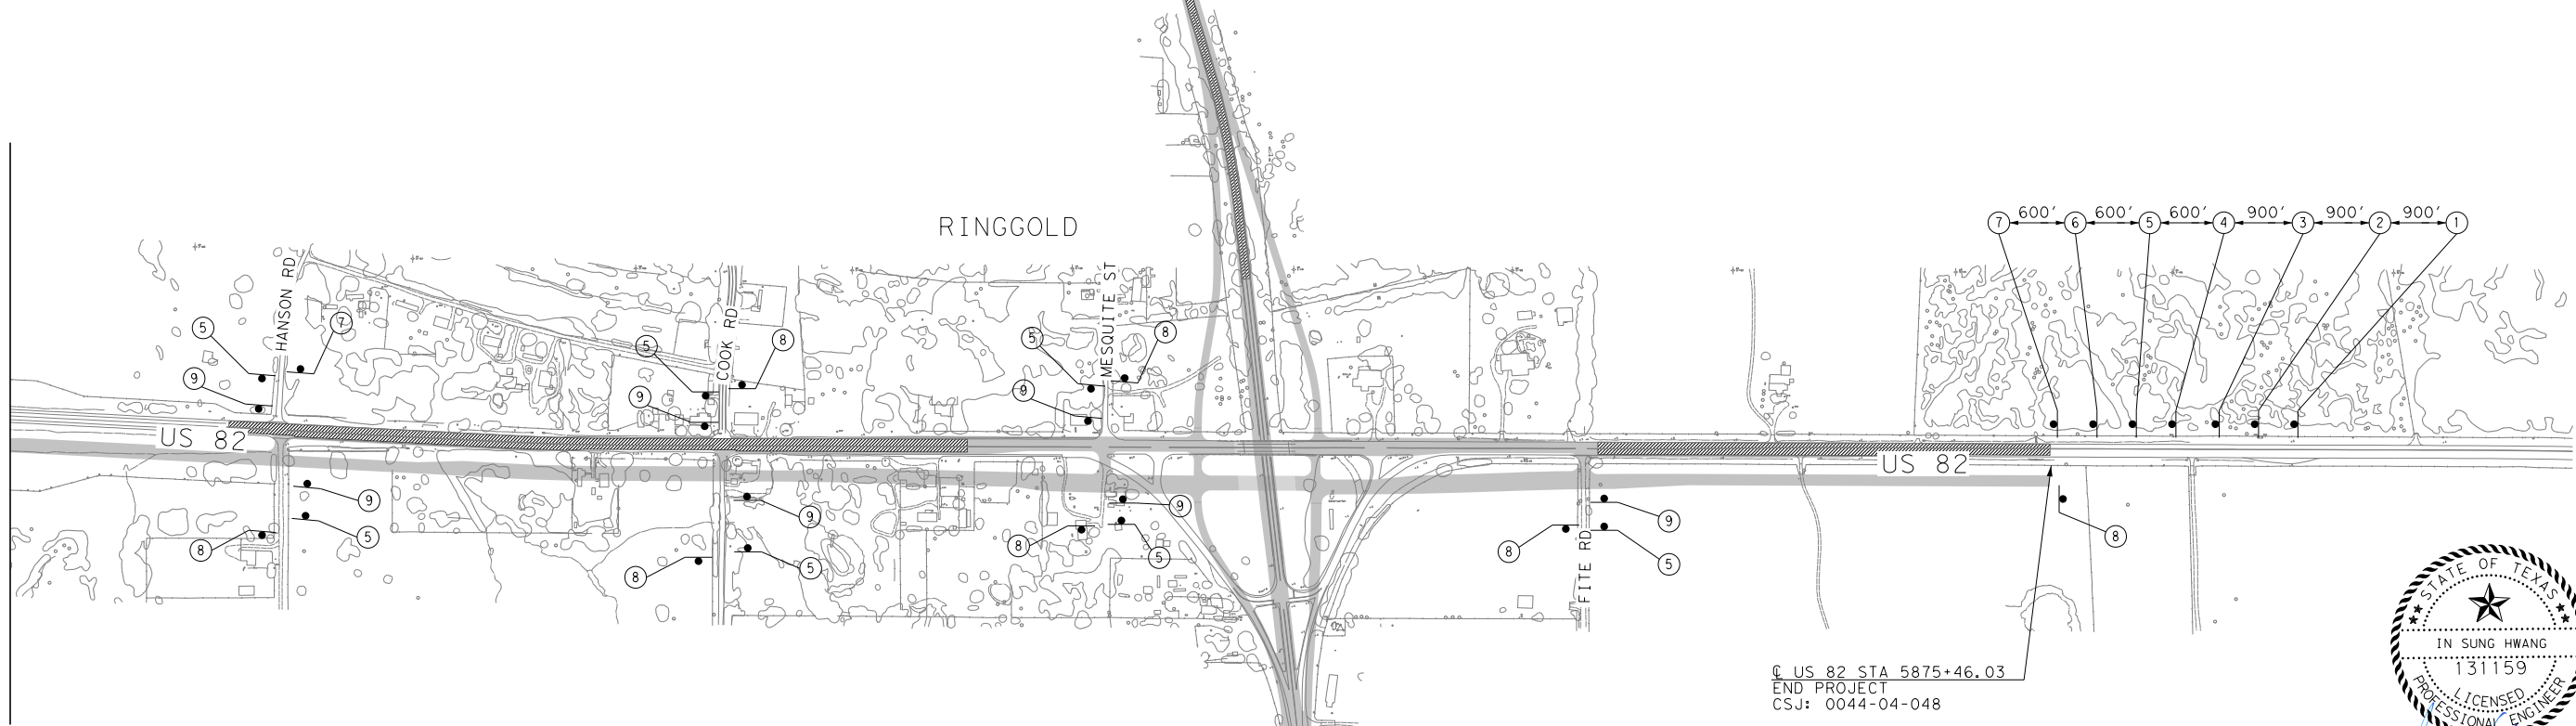 RINGGOLD
7 600' 6 600' 5 600' 4 900' 3 900' 2 900' 1
HANSON RD
COOK RD
MESQUITE ST
5
7
9
5
8
9
5
8
9
US 82
US 82
9
5
8
9
5
8
9
5
8
9
5
8
FITE RD
8
℄ US 82 STA 5875+46.03
END PROJECT
CSJ: 0044-04-048
STATE OF TEXAS
IN SUNG HWANG
131159
LICENSED
PROFESSIONAL ENGINEER